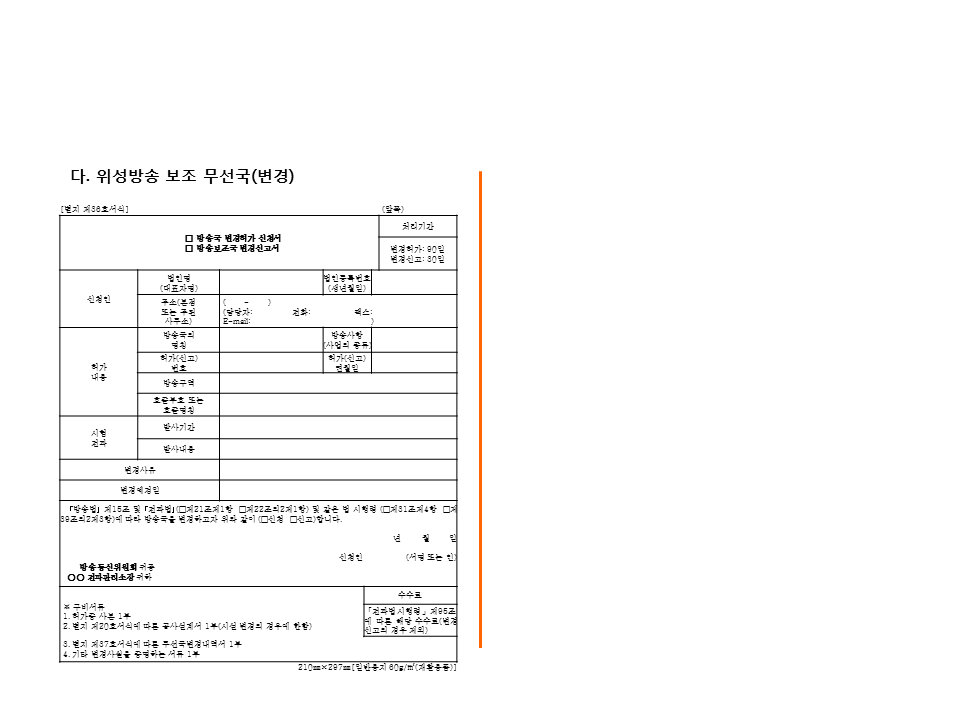 다. 위성방송 보조 무선국(변경)
[별지 제36호서식] (앞쪽)
□ 방송국 변경허가 신청서
□ 방송보조국 변경신고서
처리기간
변경허가: 90일
변경신고: 30일
신청인
법인명
(대표자명)
법인등록번호
(생년월일)
주소(본점
또는 주된
사무소)
( - )
(담당자: 전화: 팩스:
E-mail: )
허가
내용
방송국의
명칭
방송사항
(사업의 종류)
허가(신고)
번호
허가(신고)
연월일
방송구역
호출부호 또는
호출명칭
시험
전파
발사기간
발사내용
변경사유
변경예정일
「방송법」 제15조 및 「전파법」(□제21조제1항 □제22조의2제1항) 및 같은 법 시행령 (□제31조제4항 □제
39조의2제3항)에 따라 방송국을 변경하고자 위와 같이 (□신청 □신고)합니다.
년 월 일
신청인 (서명 또는 인)
방송통신위원회 귀중
○○ 전파관리소장 귀하
수수료
「전파법시행령」 제95조
에 따른 해당 수수료(변경
신고의 경우 제외)
※ 구비서류
1.허가증 사본 1부
2.별지 제20호서식에 따른 공사설계서 1부(시설 변경의 경우에 한함)
3.별지 제37호서식에 따른 무선국변경내역서 1부
4.기타 변경사실을 증명하는 서류 1부
210㎜×297㎜[일반용지 60g/㎡(재활용품)]